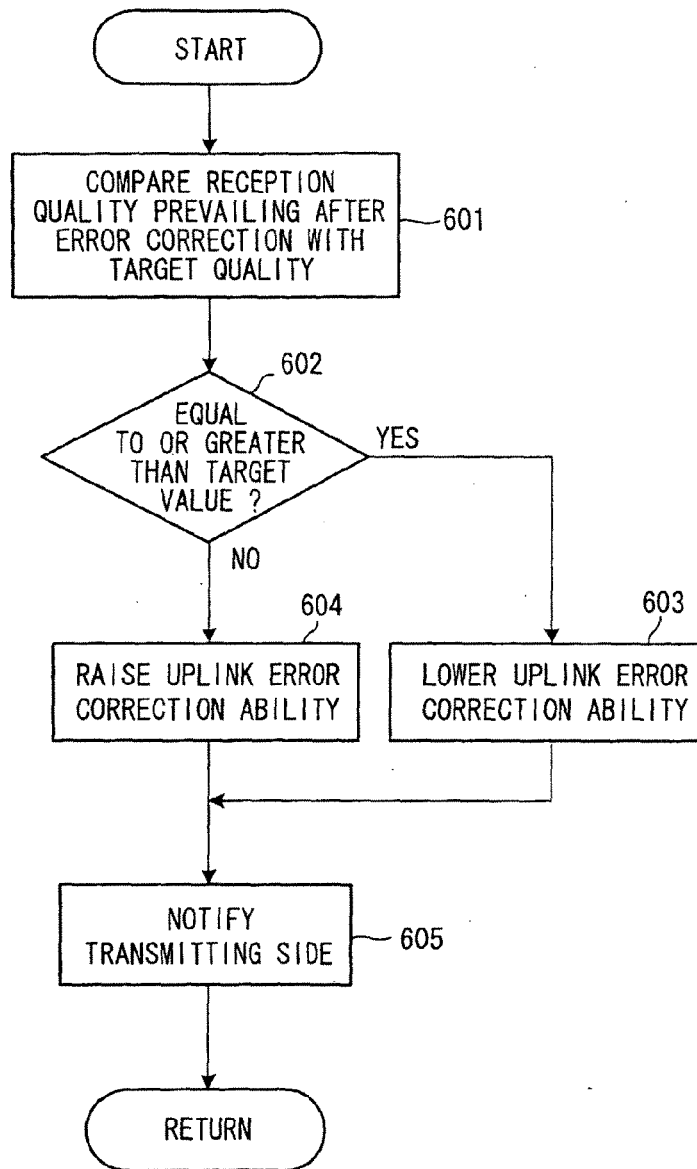 START
COMPARE RECEPTION
QUALITY PREVAILING AFTER
ERROR CORRECTION WITH
TARGET QUALITY
601
602
EQUAL
TO OR GREATER
THAN TARGET
VALUE ?
YES
NO
604
RAISE UPLINK ERROR
CORRECTION ABILITY
603
LOWER UPLINK ERROR
CORRECTION ABILITY
NOTIFY
TRANSMITTING SIDE
605
RETURN